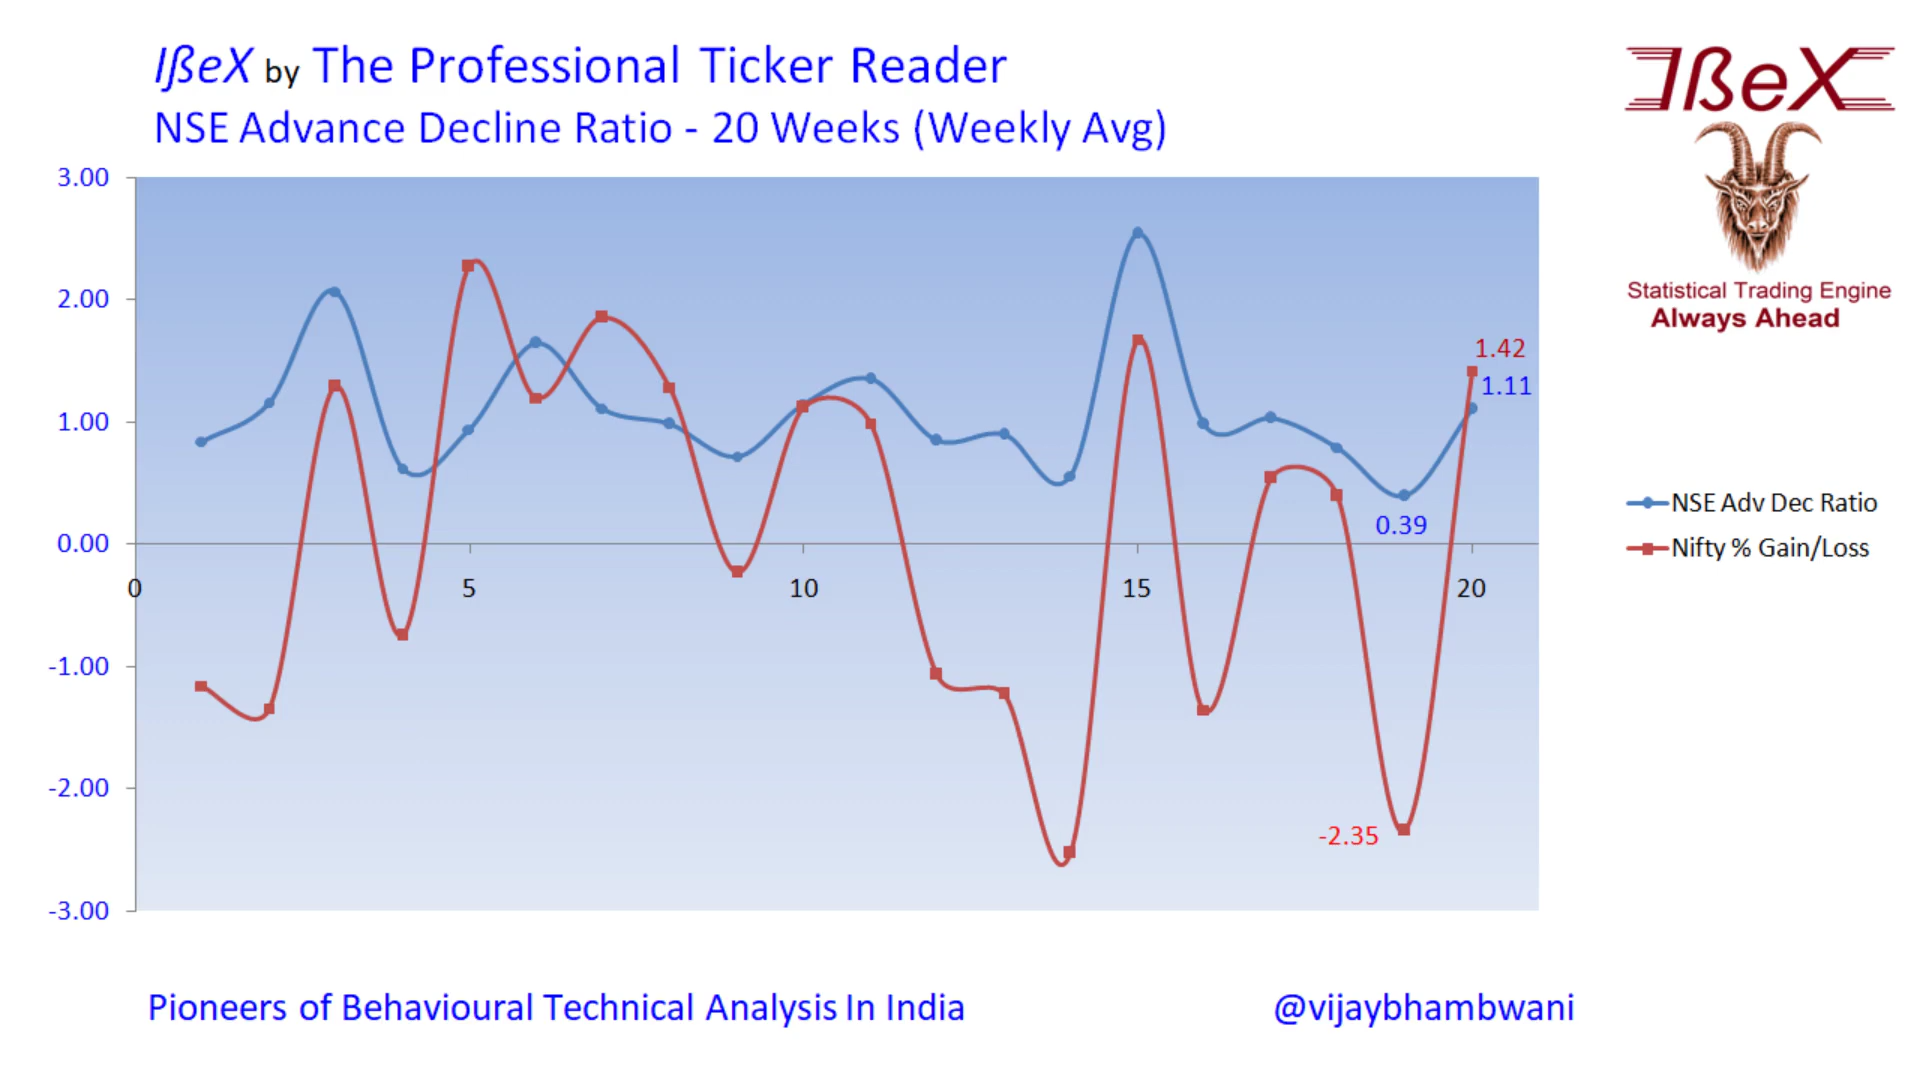 IßeX by The Professional Ticker Reader
NSE Advance Decline Ratio - 20 Weeks (Weekly Avg)
IßeX
Statistical Trading Engine
Always Ahead
3.00
2.00
1.00
0.00
-1.00
-2.00
-3.00
0
5
10
15
20
1.42
1.11
0.39
-2.35
NSE Adv Dec Ratio
Nifty % Gain/Loss
Pioneers of Behavioural Technical Analysis In India
@vijaybhambwani